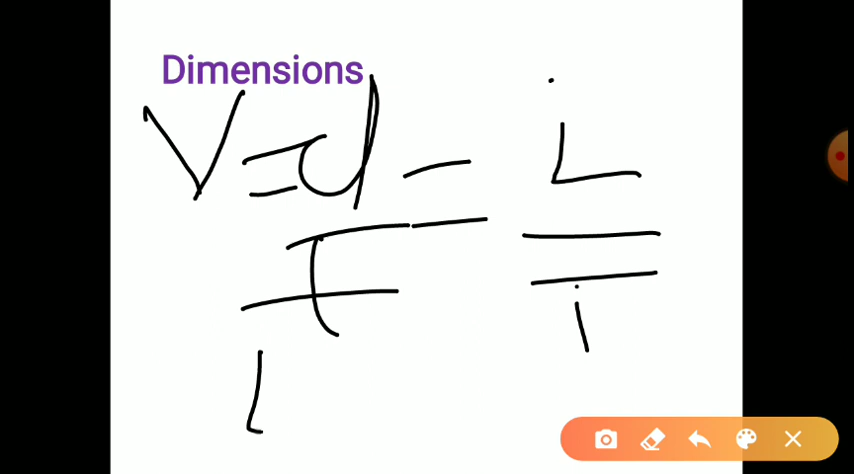 Dimensions
V = d = L
t
L